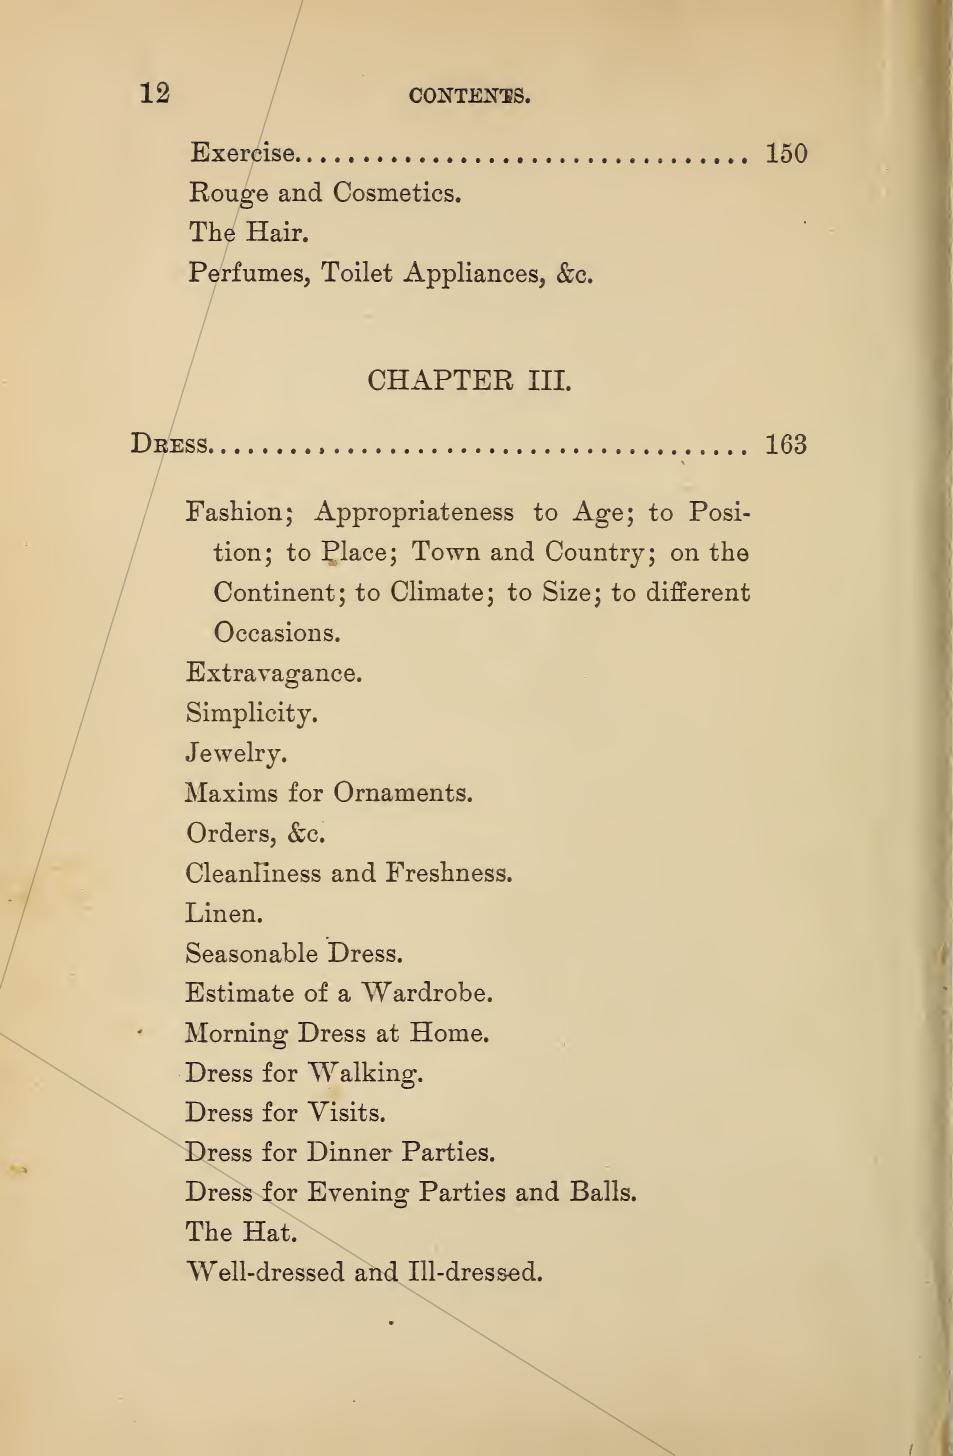 12 CONTENTS.
Exercise................................ 150
Rouge and Cosmetics.
The Hair.
Perfumes, Toilet Appliances, &c.
CHAPTER III.
DRESS....................................... 163
Fashion; Appropriateness to Age; to Posi-
tion; to Place; Town and Country; on the
Continent; to Climate; to Size; to different
Occasions.
Extravagance.
Simplicity.
Jewelry.
Maxims for Ornaments.
Orders, &c.
Cleanliness and Freshness.
Linen.
Seasonable Dress.
Estimate of a Wardrobe.
Morning Dress at Home.
Dress for Walking.
Dress for Visits.
Dress for Dinner Parties.
Dress for Evening Parties and Balls.
The Hat.
Well-dressed and Ill-dressed.